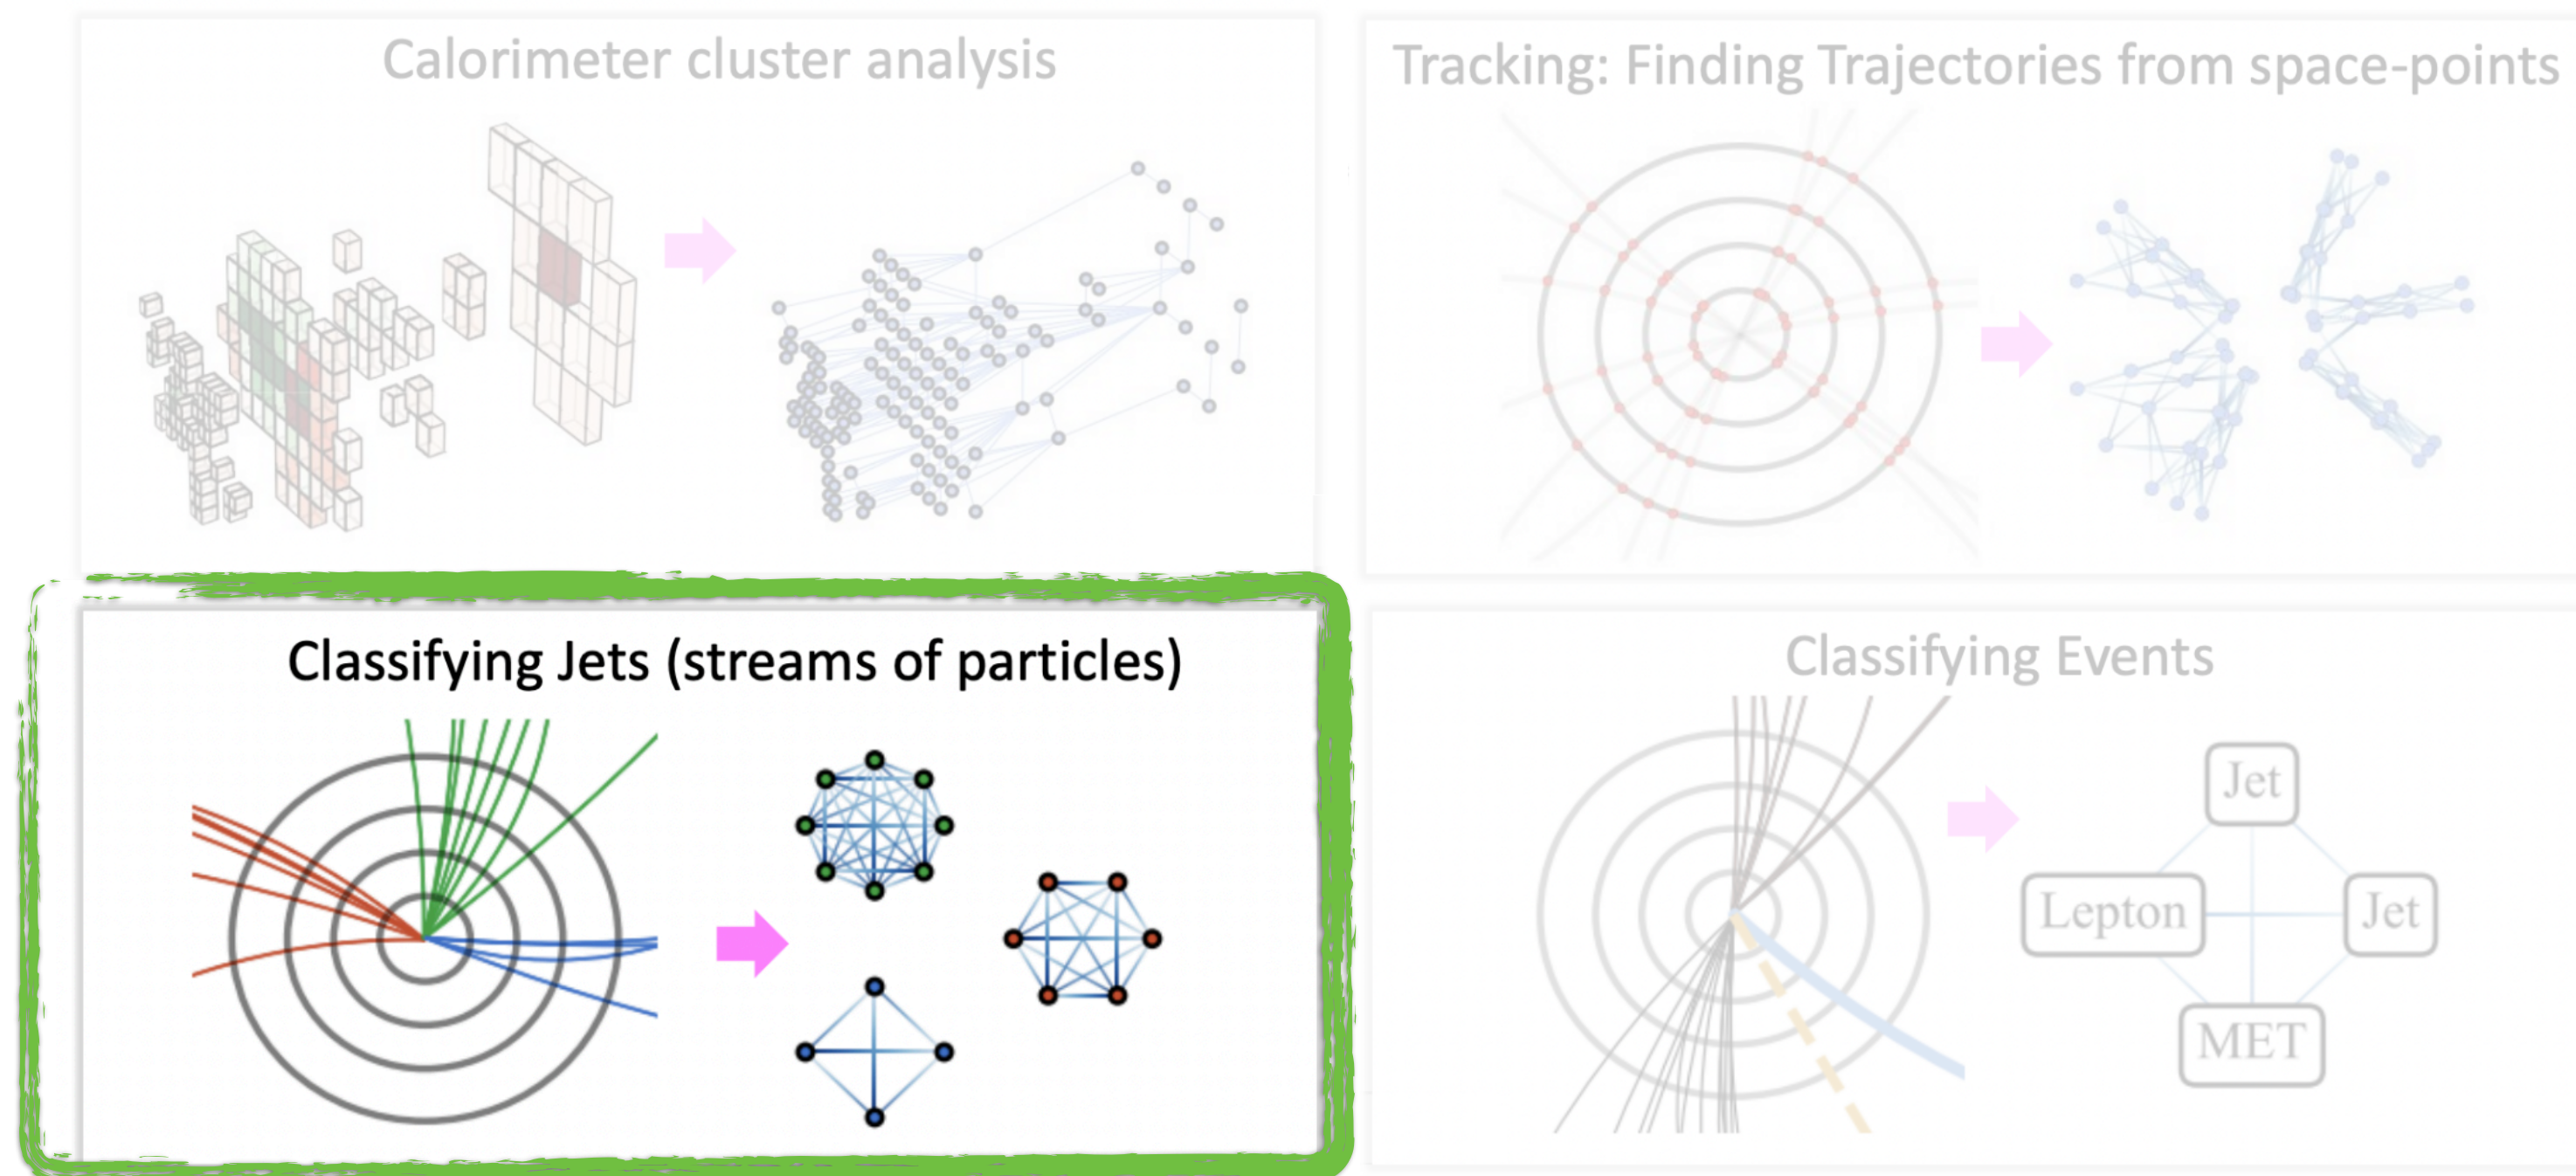 Calorimeter cluster analysis
Tracking: Finding Trajectories from space-points
Classifying Jets (streams of particles)
Classifying Events
Jet
Lepton
Jet
MET